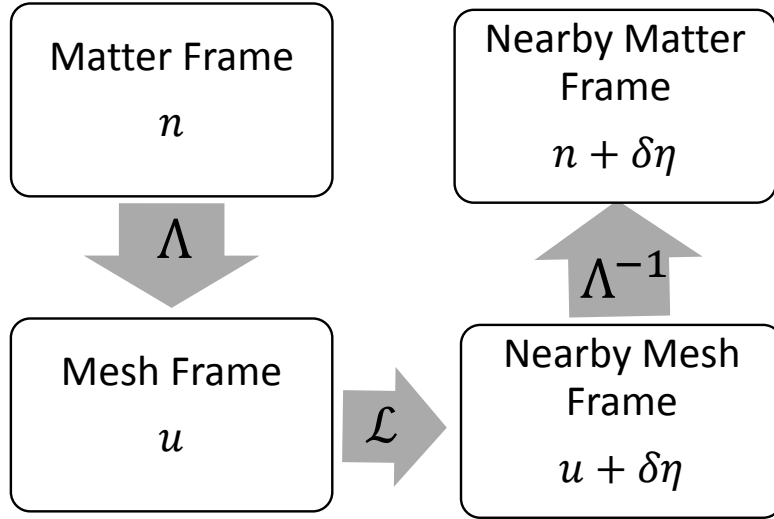 Matter Frame
𝑛
Λ
Mesh Frame
𝑢
ℒ
Nearby Mesh
Frame
𝑢 + 𝛿𝜂
Λ⁻¹
Nearby Matter
Frame
𝑛 + 𝛿𝜂